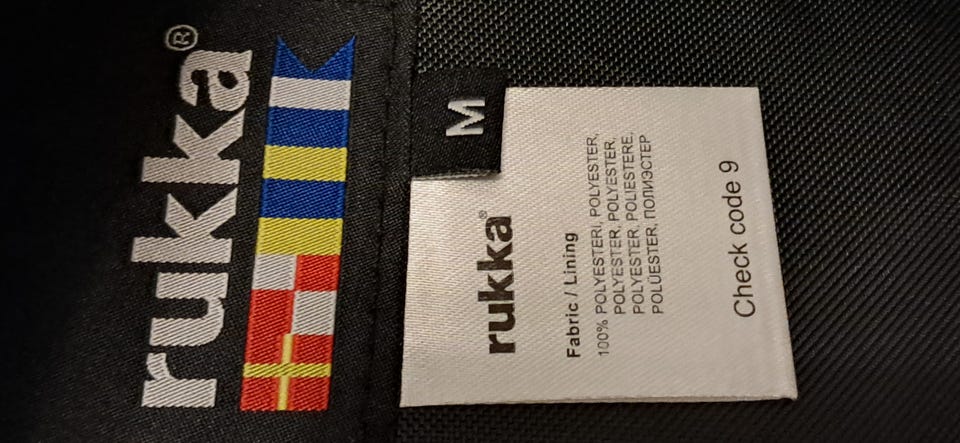 rukka®
M
rukka®
Fabric / Lining
100% POLYESTERI, POLYESTER,
POLYESTER, POLYESTER,
POLYESTER, POLIESTERE,
POLÜESTER, ПОЛИЭСТЕР
Check code 9